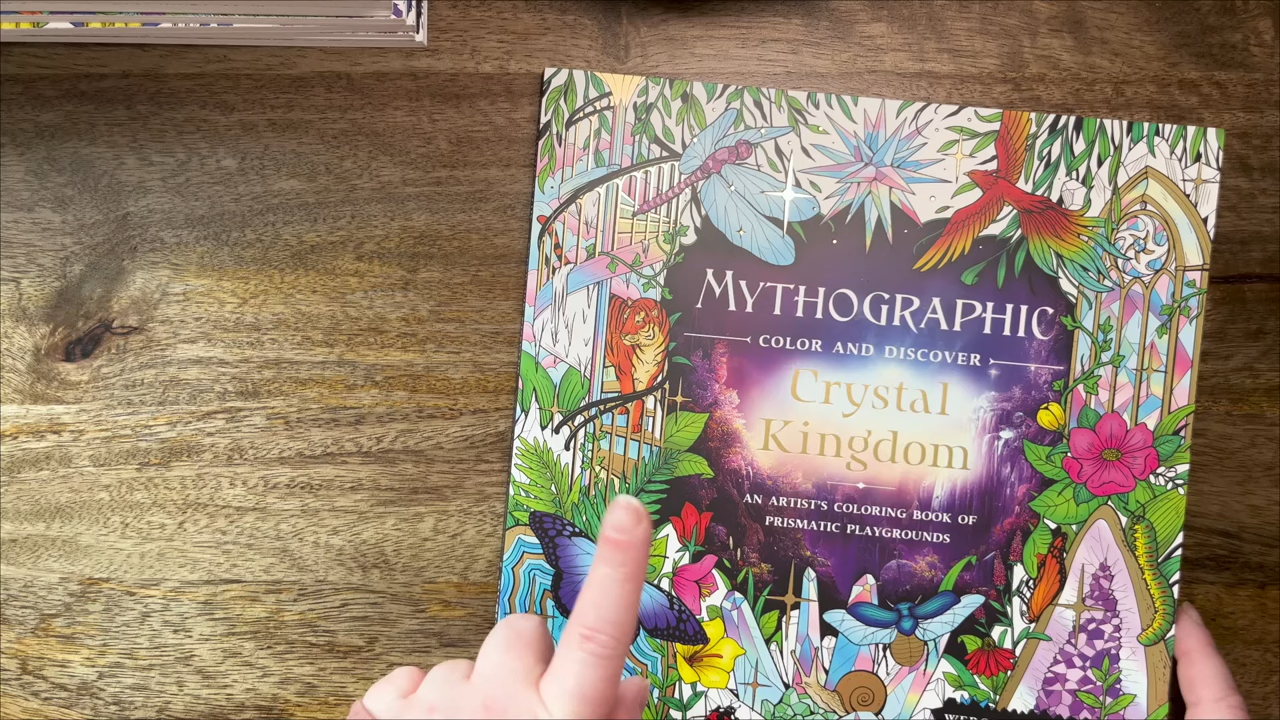 MYTHOGRAPHIC
COLOR AND DISCOVER
Crystal
Kingdom
AN ARTIST'S COLORING BOOK OF
PRISMATIC PLAYGROUNDS